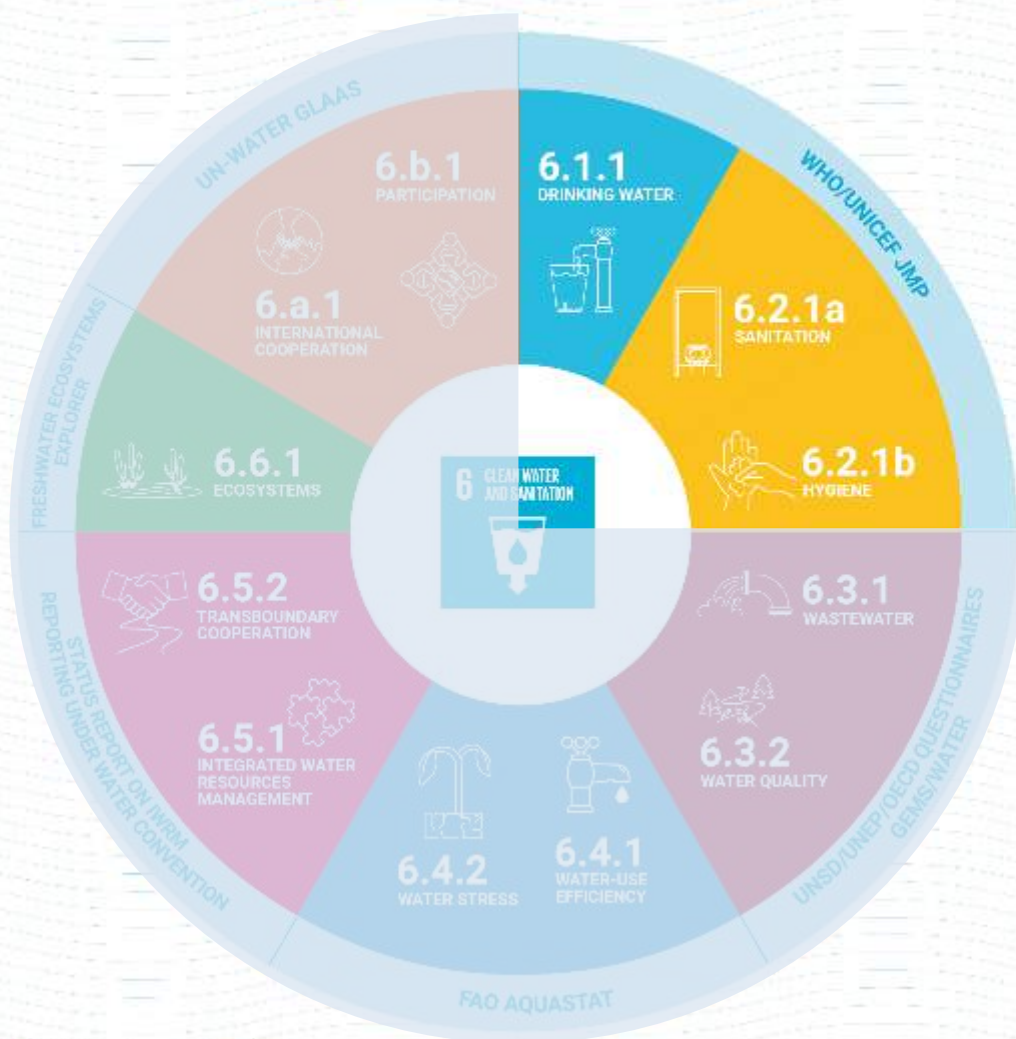 UN-WATER GLAAS
WHO/UNICEF JMP
6.b.1
PARTICIPATION
6.1.1
DRINKING WATER
6.a.1
INTERNATIONAL
COOPERATION
6.2.1a
SANITATION
FRESHWATER ECOSYSTEMS
EXPLORER
6.6.1
ECOSYSTEMS
6 CLEAN WATER
AND SANITATION
6.2.1b
HYGIENE
6.5.2
TRANSBOUNDARY
COOPERATION
6.3.1
WASTEWATER
6.5.1
INTEGRATED WATER
RESOURCES
MANAGEMENT
6.3.2
WATER QUALITY
STATUS REPORT ON IWRM
REPORTING UNDER WATER CONVENTION
UNSD/UNEP/OECD QUESTIONNAIRES
GEMS/WATER
6.4.2
WATER STRESS
6.4.1
WATER-USE
EFFICIENCY
FAO AQUASTAT